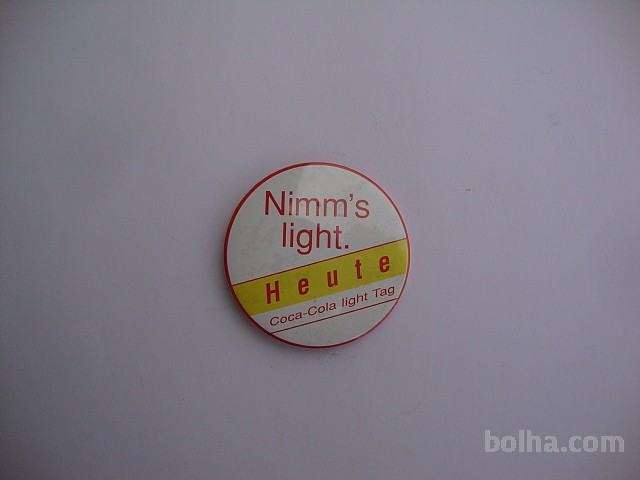 Nimm's
light.
Heute
Coca-Cola light Tag
bolha.com